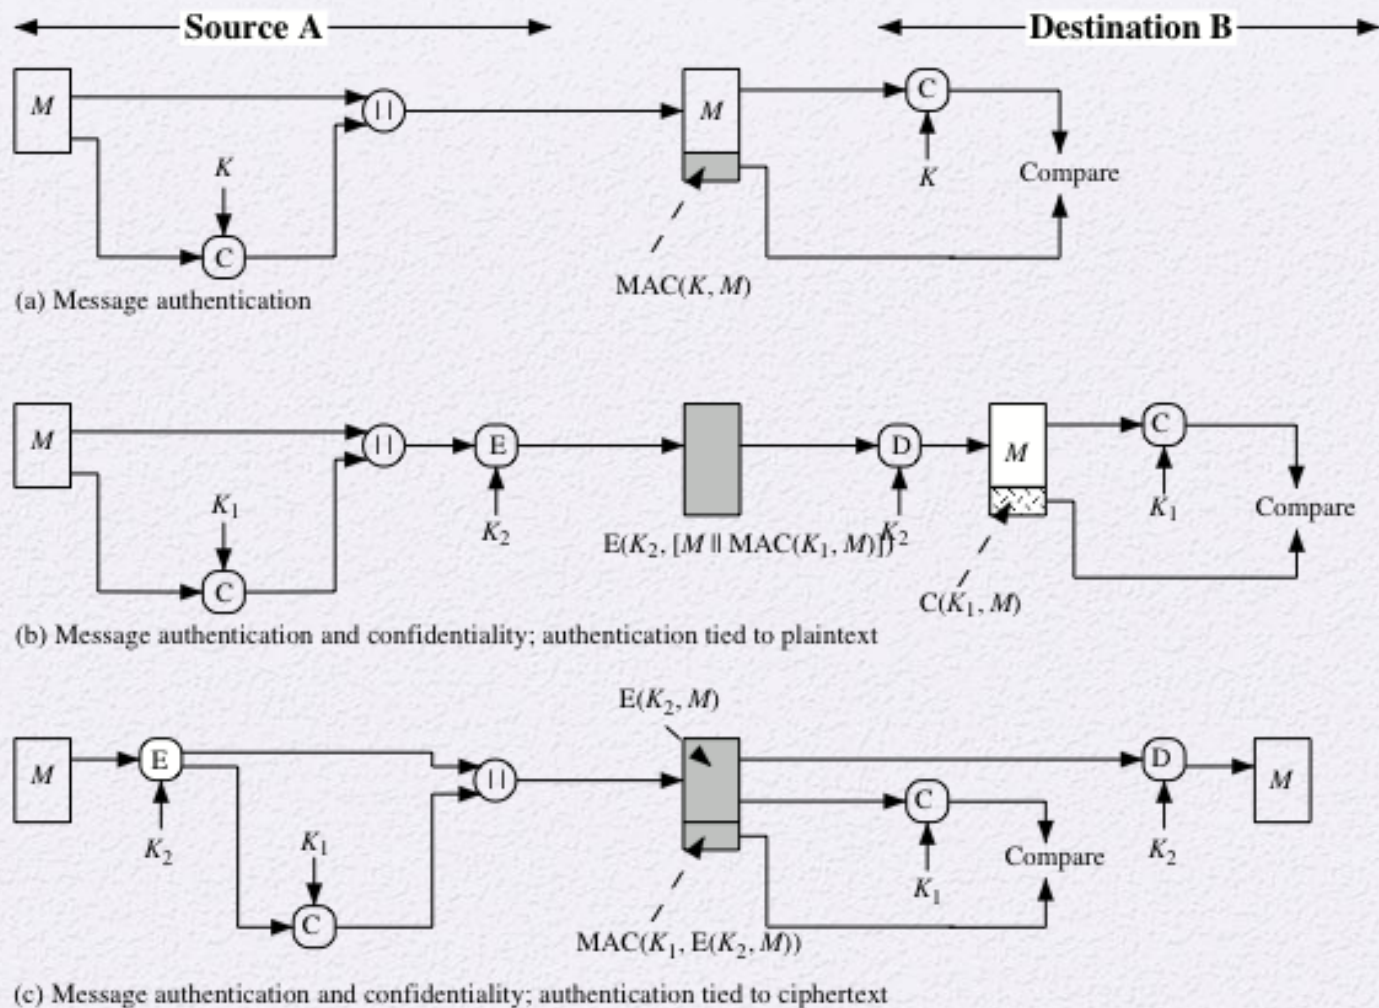 Source A
Destination B
M
||
M
C
K
K
Compare
C
MAC(K, M)
(a) Message authentication
M
||
E
D
M
C
K1
K2
K2
K1
Compare
E(K2, [M || MAC(K1, M)])
C
C(K1, M)
(b) Message authentication and confidentiality; authentication tied to plaintext
E(K2, M)
M
E
||
D
M
C
K2
K1
Compare
K2
K1
C
MAC(K1, E(K2, M))
(c) Message authentication and confidentiality; authentication tied to ciphertext